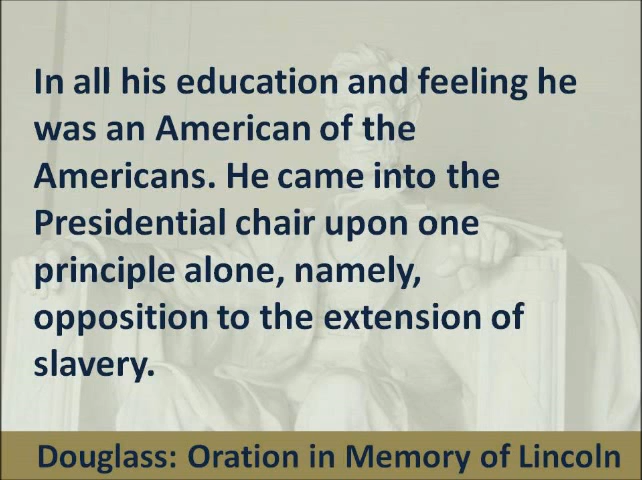 In all his education and feeling he
was an American of the
Americans. He came into the
Presidential chair upon one
principle alone, namely,
opposition to the extension of
slavery.
Douglass: Oration in Memory of Lincoln